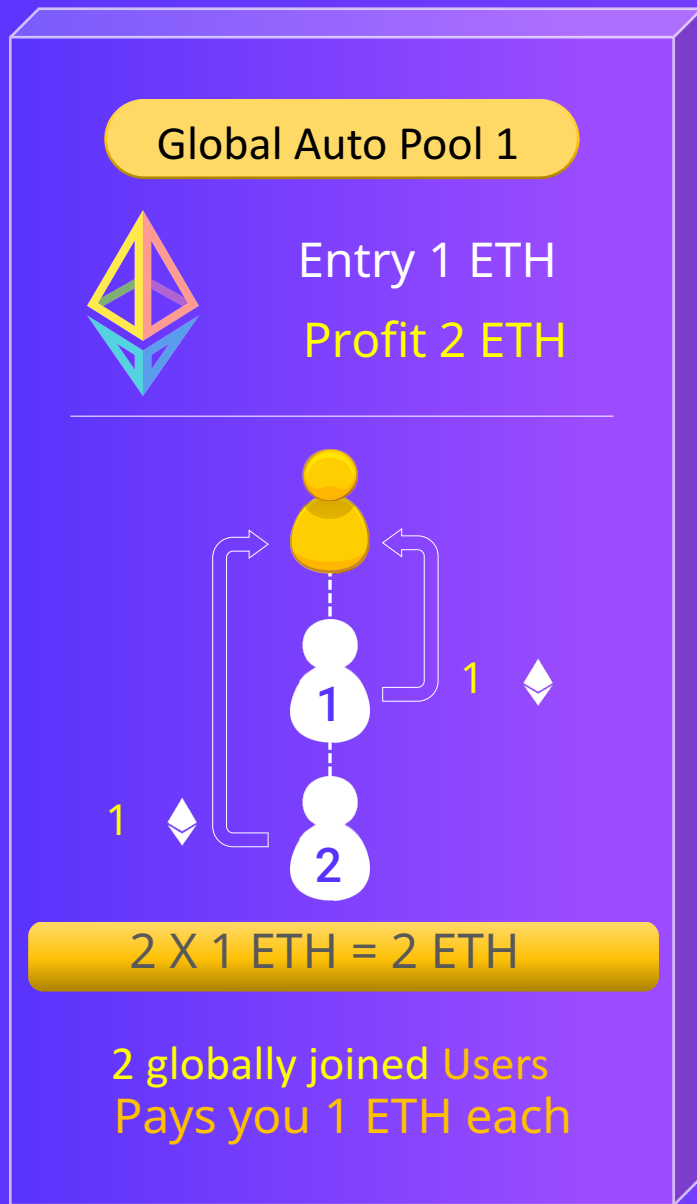 Global Auto Pool 1
Entry 1 ETH
Profit 2 ETH
1
1
1
2
2 X 1 ETH = 2 ETH
2 globally joined Users
Pays you 1 ETH each